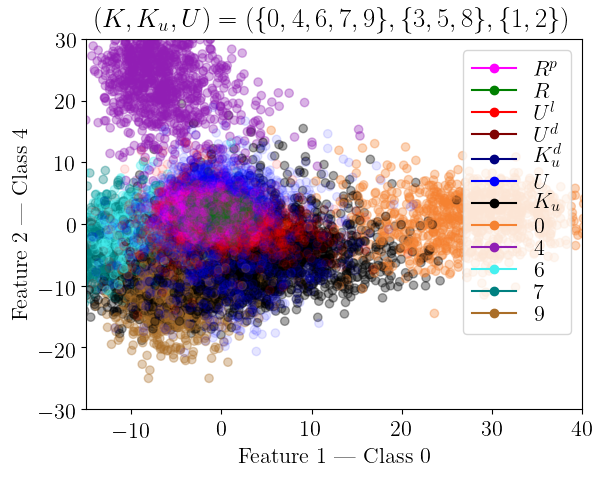 (K, K_u, U) = ({0, 4, 6, 7, 9}, {3, 5, 8}, {1, 2})
30
20
10
0
−10
−20
−30
Feature 2 — Class 4
R^p
R
U^l
U^d
K_u^d
U
K_u
0
4
6
7
9
−10
0
10
20
30
40
Feature 1 — Class 0